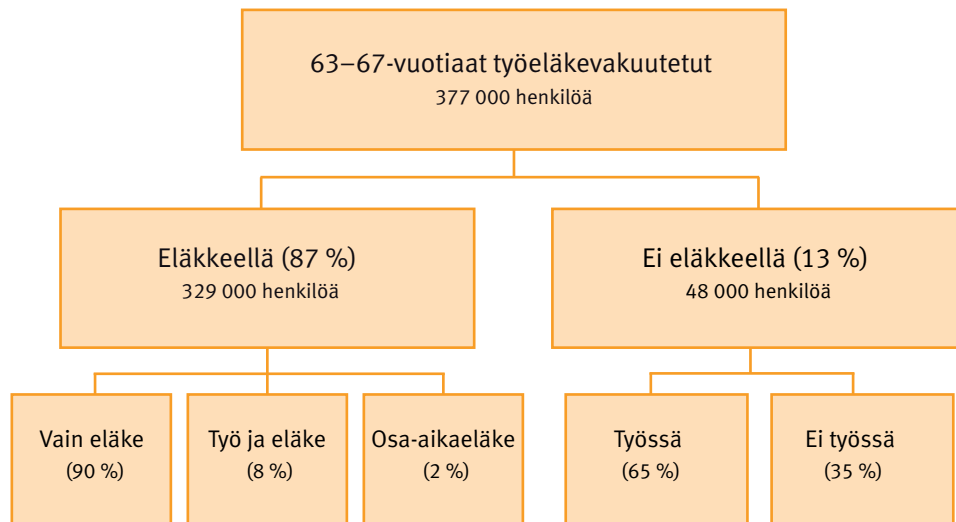 63–67-vuotiaat työeläkevakuutetut
377 000 henkilöä
Eläkkeellä (87 %)
329 000 henkilöä
Ei eläkkeellä (13 %)
48 000 henkilöä
Vain eläke
(90 %)
Työ ja eläke
(8 %)
Osa-aikaeläke
(2 %)
Työssä
(65 %)
Ei työssä
(35 %)